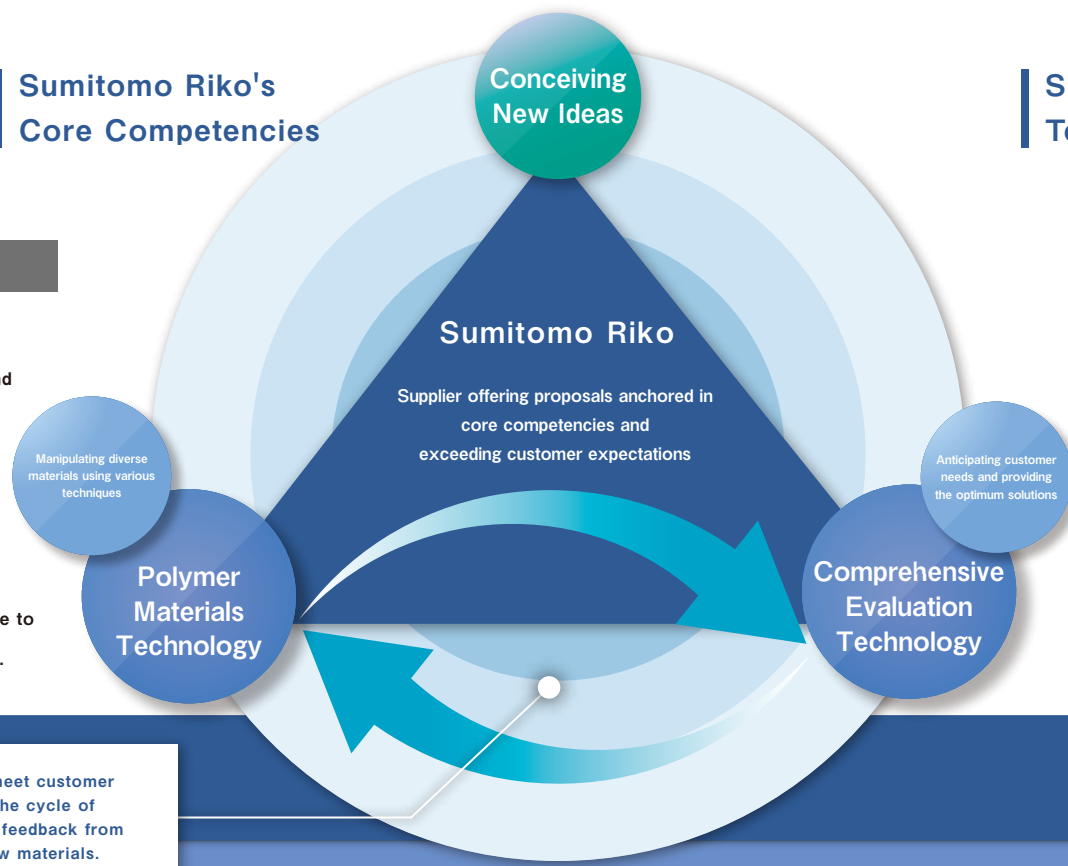 Sumitomo Riko's
Core Competencies
Conceiving
New Ideas
Sumitomo Riko
Supplier offering proposals anchored in
core competencies and
exceeding customer expectations
Manipulating diverse
materials using various
techniques
Polymer
Materials
Technology
Anticipating customer
needs and providing
the optimum solutions
Comprehensive
Evaluation
Technology
e to
customer
he cycle of
feedback from
materials.